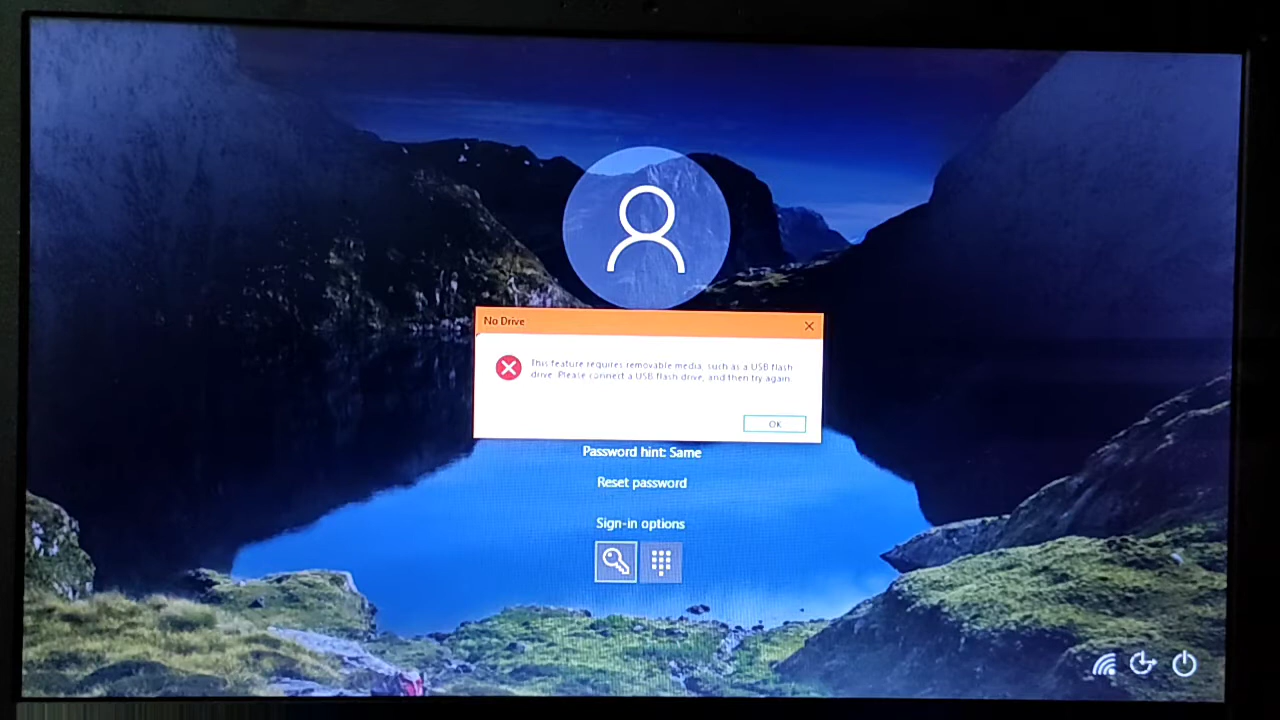 No Drive
This feature requires removable media, such as a USB flash
drive. Please connect a USB flash drive, and then try again.
OK
Password hint: Same
Reset password
Sign-in options